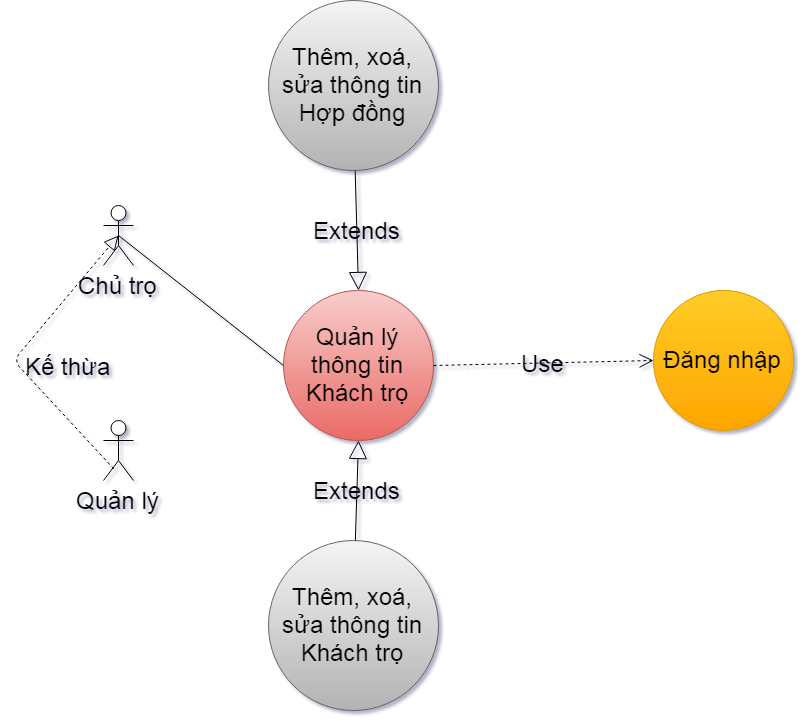 Thêm, xoá,
sửa thông tin
Hợp đồng
Extends
Chủ trọ
Kế thừa
Quản lý
Quản lý
thông tin
Khách trọ
Use
Đăng nhập
Extends
Thêm, xoá,
sửa thông tin
Khách trọ